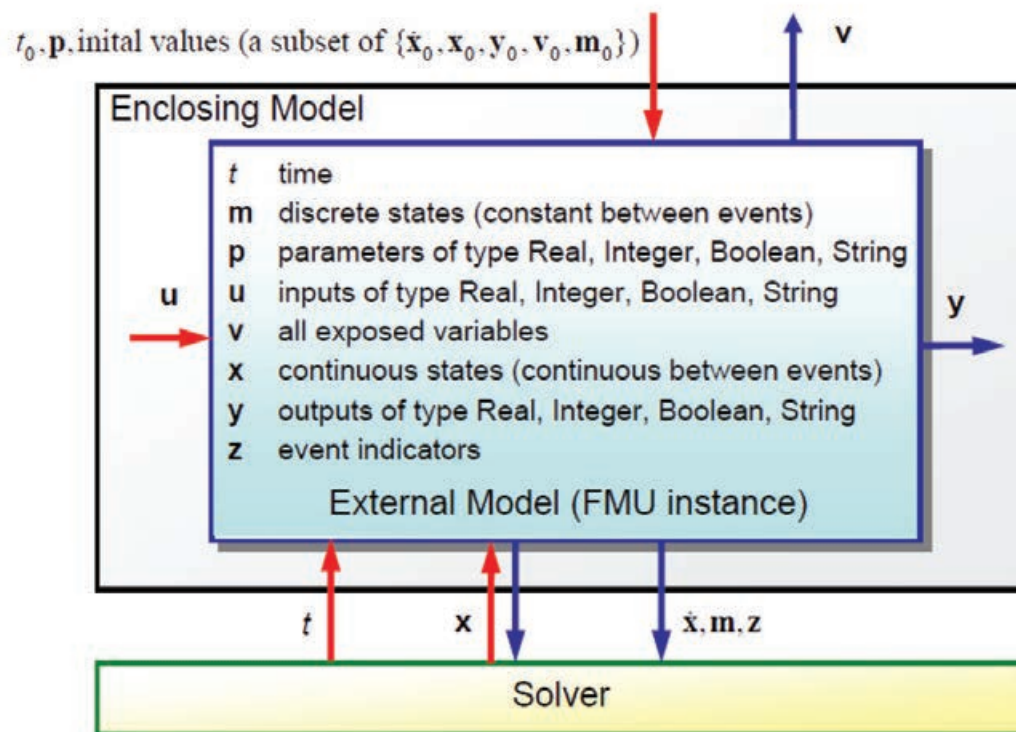 t₀, p, inital values (a subset of {ẋ₀, x₀, y₀, v₀, m₀})
v
Enclosing Model
t time
m discrete states (constant between events)
p parameters of type Real, Integer, Boolean, String
u
u inputs of type Real, Integer, Boolean, String
y
v all exposed variables
x continuous states (continuous between events)
y outputs of type Real, Integer, Boolean, String
z event indicators
External Model (FMU instance)
t
x
ẋ, m, z
Solver